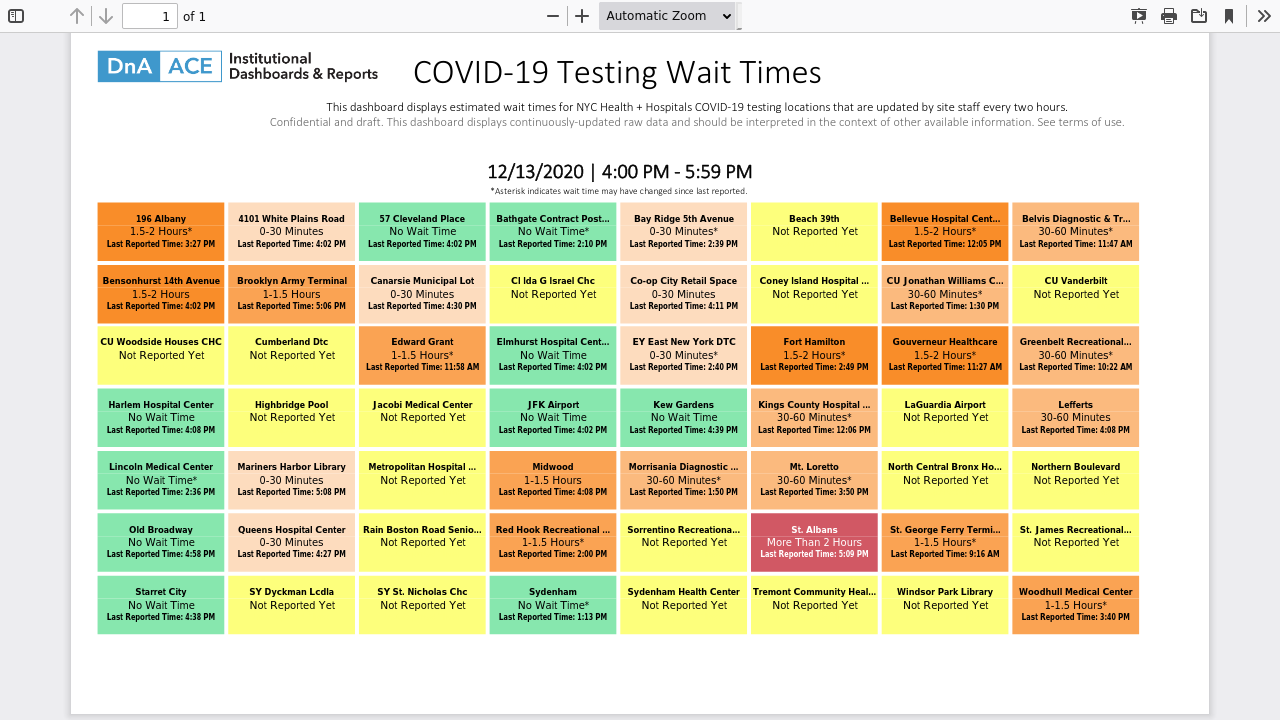 1 of 1 Automatic Zoom
DnA ACE Institutional
Dashboards & Reports
COVID-19 Testing Wait Times
This dashboard displays estimated wait times for NYC Health + Hospitals COVID-19 testing locations that are updated by site staff every two hours.
Confidential and draft. This dashboard displays continuously-updated raw data and should be interpreted in the context of other available information. See terms of use.
12/13/2020 | 4:00 PM - 5:59 PM
*Asterisk indicates wait time may have changed since last reported.
196 Albany
1.5-2 Hours*
Last Reported Time: 3:27 PM
4101 White Plains Road
0-30 Minutes
Last Reported Time: 4:02 PM
57 Cleveland Place
No Wait Time
Last Reported Time: 4:02 PM
Bathgate Contract Post...
No Wait Time*
Last Reported Time: 2:10 PM
Bay Ridge 5th Avenue
0-30 Minutes*
Last Reported Time: 2:39 PM
Beach 39th
Not Reported Yet
Bellevue Hospital Cent...
1.5-2 Hours*
Last Reported Time: 12:05 PM
Belvis Diagnostic & Tr...
30-60 Minutes*
Last Reported Time: 11:47 AM
Bensonhurst 14th Avenue
1.5-2 Hours
Last Reported Time: 4:02 PM
Brooklyn Army Terminal
1-1.5 Hours
Last Reported Time: 5:06 PM
Canarsie Municipal Lot
0-30 Minutes
Last Reported Time: 4:30 PM
Cl Ida G Israel Chc
Not Reported Yet
Co-op City Retail Space
0-30 Minutes
Last Reported Time: 4:11 PM
Coney Island Hospital ...
Not Reported Yet
CU Jonathan Williams C...
30-60 Minutes*
Last Reported Time: 1:30 PM
CU Vanderbilt
Not Reported Yet
CU Woodside Houses CHC
Not Reported Yet
Cumberland Dtc
Not Reported Yet
Edward Grant
1-1.5 Hours*
Last Reported Time: 11:58 AM
Elmhurst Hospital Cent...
No Wait Time
Last Reported Time: 4:02 PM
EY East New York DTC
0-30 Minutes*
Last Reported Time: 2:40 PM
Fort Hamilton
1.5-2 Hours*
Last Reported Time: 2:49 PM
Gouverneur Healthcare
1.5-2 Hours*
Last Reported Time: 11:27 AM
Greenbelt Recreational...
30-60 Minutes*
Last Reported Time: 10:22 AM
Harlem Hospital Center
No Wait Time
Last Reported Time: 4:08 PM
Highbridge Pool
Not Reported Yet
Jacobi Medical Center
Not Reported Yet
JFK Airport
No Wait Time
Last Reported Time: 4:02 PM
Kew Gardens
No Wait Time
Last Reported Time: 4:39 PM
Kings County Hospital ...
30-60 Minutes*
Last Reported Time: 12:06 PM
LaGuardia Airport
Not Reported Yet
Lefferts
30-60 Minutes
Last Reported Time: 4:08 PM
Lincoln Medical Center
No Wait Time*
Last Reported Time: 2:36 PM
Mariners Harbor Library
0-30 Minutes
Last Reported Time: 5:08 PM
Metropolitan Hospital ...
Not Reported Yet
Midwood
1-1.5 Hours
Last Reported Time: 4:08 PM
Morrisania Diagnostic ...
30-60 Minutes*
Last Reported Time: 1:50 PM
Mt. Loretto
30-60 Minutes*
Last Reported Time: 3:50 PM
North Central Bronx Ho...
Not Reported Yet
Northern Boulevard
Not Reported Yet
Old Broadway
No Wait Time
Last Reported Time: 4:58 PM
Queens Hospital Center
0-30 Minutes
Last Reported Time: 4:27 PM
Rain Boston Road Senio...
Not Reported Yet
Red Hook Recreational ...
1-1.5 Hours*
Last Reported Time: 2:00 PM
Sorrentino Recreationa...
Not Reported Yet
St. Albans
More Than 2 Hours
Last Reported Time: 5:09 PM
St. George Ferry Termi...
1-1.5 Hours*
Last Reported Time: 9:16 AM
St. James Recreational...
Not Reported Yet
Starret City
No Wait Time
Last Reported Time: 4:38 PM
SY Dyckman Lcdla
Not Reported Yet
SY St. Nicholas Chc
Not Reported Yet
Sydenham
No Wait Time*
Last Reported Time: 1:13 PM
Sydenham Health Center
Not Reported Yet
Tremont Community Heal...
Not Reported Yet
Windsor Park Library
Not Reported Yet
Woodhull Medical Center
1-1.5 Hours*
Last Reported Time: 3:40 PM